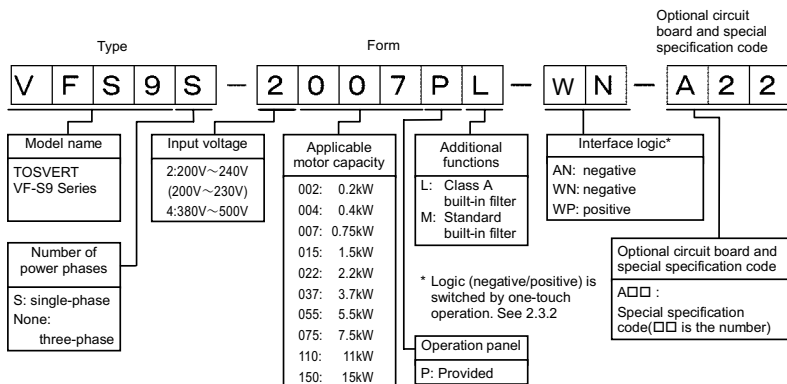 Type
Form
Optional circuit
board and special
specification code
V F S 9 S - 2 0 0 7 P L - W N - A 2 2
Model name
TOSVERT
VF-S9 Series
Number of
power phases
S: single-phase
None:
three-phase
Input voltage
2:200V～240V
(200V～230V)
4:380V～500V
Applicable
motor capacity
002: 0.2kW
004: 0.4kW
007: 0.75kW
015: 1.5kW
022: 2.2kW
037: 3.7kW
055: 5.5kW
075: 7.5kW
110: 11kW
150: 15kW
Additional
functions
L: Class A
built-in filter
M: Standard
built-in filter
* Logic (negative/positive) is
switched by one-touch
operation. See 2.3.2
Operation panel
P: Provided
Interface logic*
AN: negative
WN: negative
WP: positive
Optional circuit board and
special specification code
A□□ :
Special specification
code(□□ is the number)